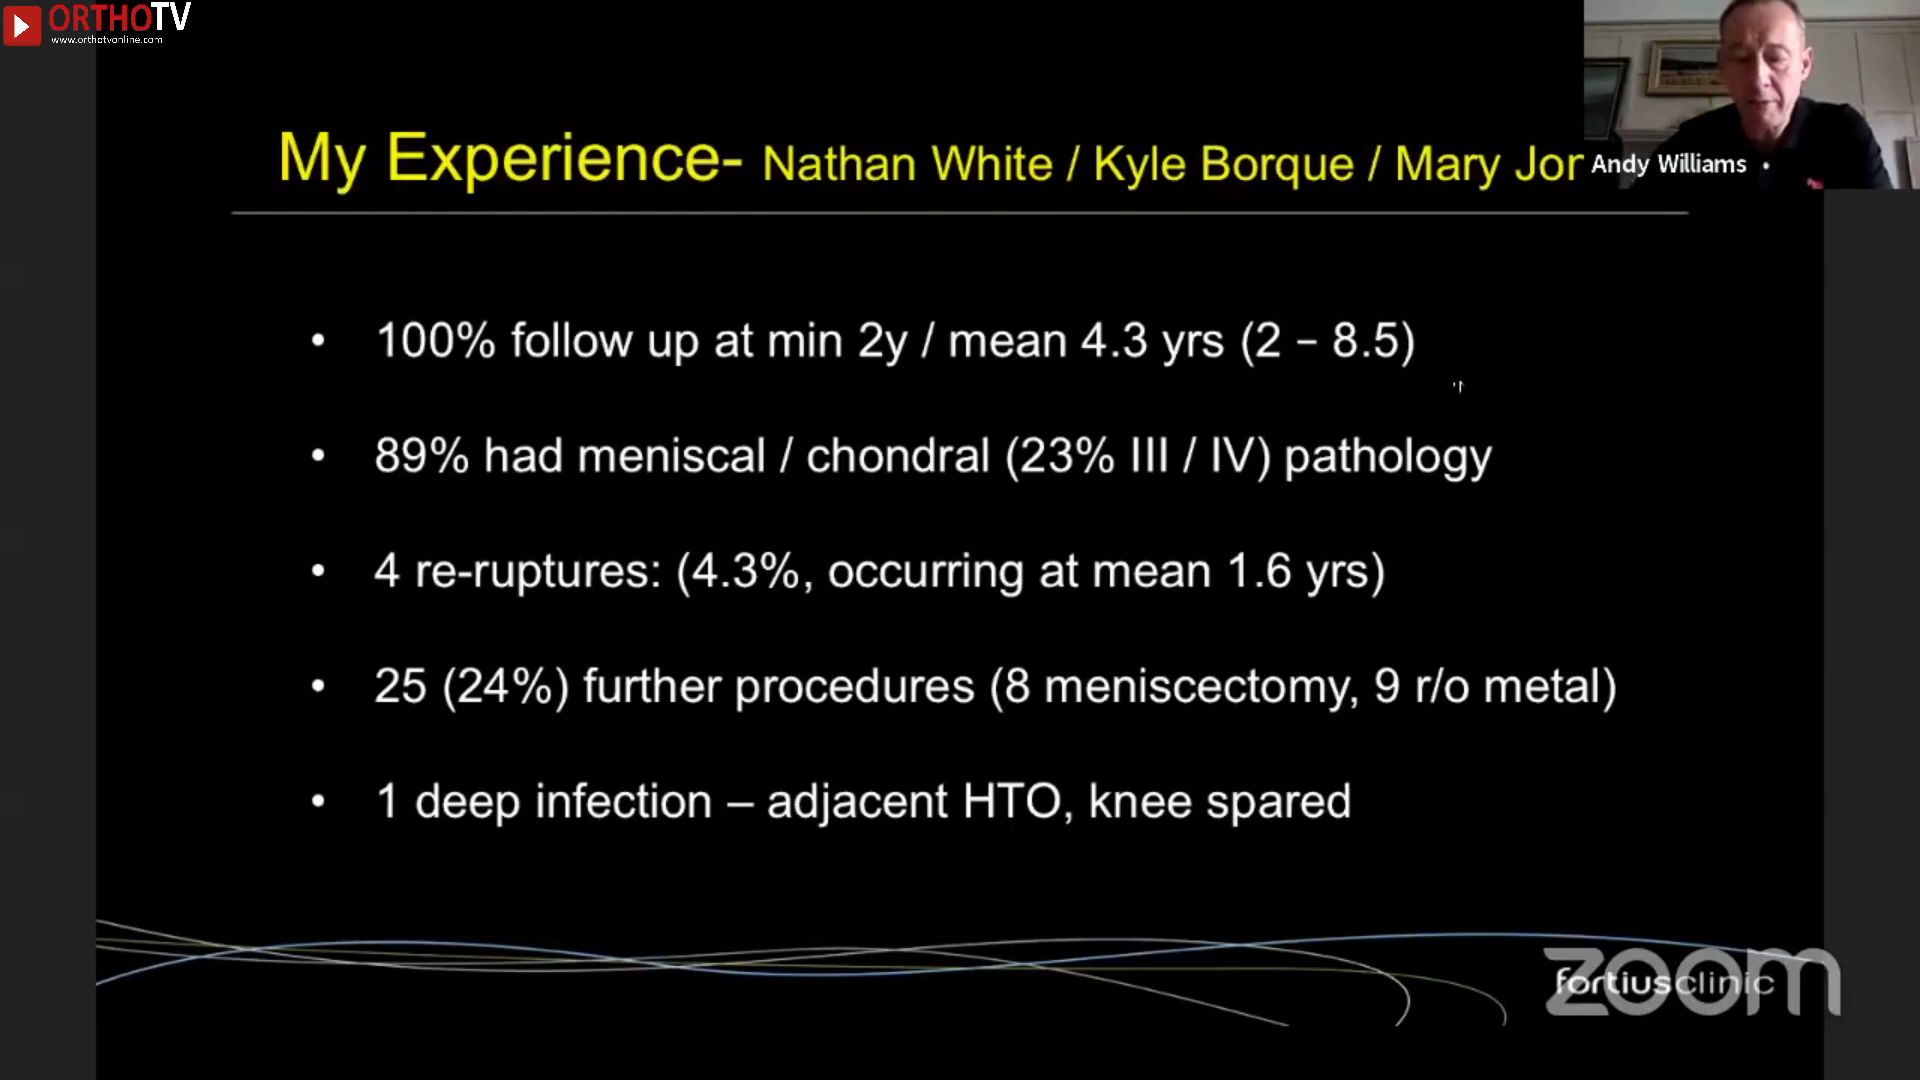 ORTHOTV
www.orthotvonline.com
My Experience- Nathan White / Kyle Borque / Mary Jor
Andy Williams
• 100% follow up at min 2y / mean 4.3 yrs (2 – 8.5)
• 89% had meniscal / chondral (23% III / IV) pathology
• 4 re-ruptures: (4.3%, occurring at mean 1.6 yrs)
• 25 (24%) further procedures (8 meniscectomy, 9 r/o metal)
• 1 deep infection – adjacent HTO, knee spared
fortiusclinic
zoom